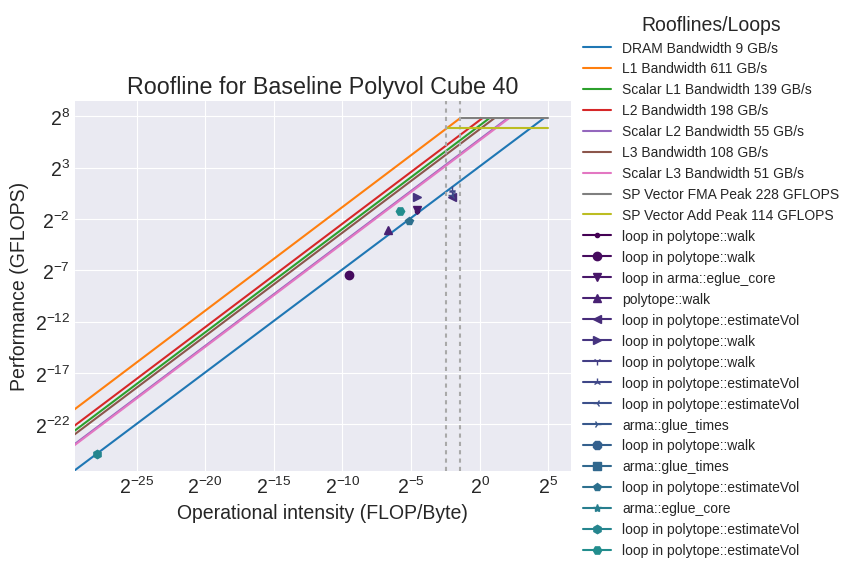 Roofline for Baseline Polyvol Cube 40
Performance (GFLOPS)
2^8
2^3
2^−2
2^−7
2^−12
2^−17
2^−22
2^−25
2^−20
2^−15
2^−10
2^−5
2^0
2^5
Operational intensity (FLOP/Byte)
Rooflines/Loops
DRAM Bandwidth 9 GB/s
L1 Bandwidth 611 GB/s
Scalar L1 Bandwidth 139 GB/s
L2 Bandwidth 198 GB/s
Scalar L2 Bandwidth 55 GB/s
L3 Bandwidth 108 GB/s
Scalar L3 Bandwidth 51 GB/s
SP Vector FMA Peak 228 GFLOPS
SP Vector Add Peak 114 GFLOPS
loop in polytope::walk
loop in polytope::walk
loop in arma::eglue_core
polytope::walk
loop in polytope::estimateVol
loop in polytope::walk
loop in polytope::walk
loop in polytope::estimateVol
loop in polytope::estimateVol
arma::glue_times
loop in polytope::walk
arma::glue_times
loop in polytope::estimateVol
arma::eglue_core
loop in polytope::estimateVol
loop in polytope::estimateVol